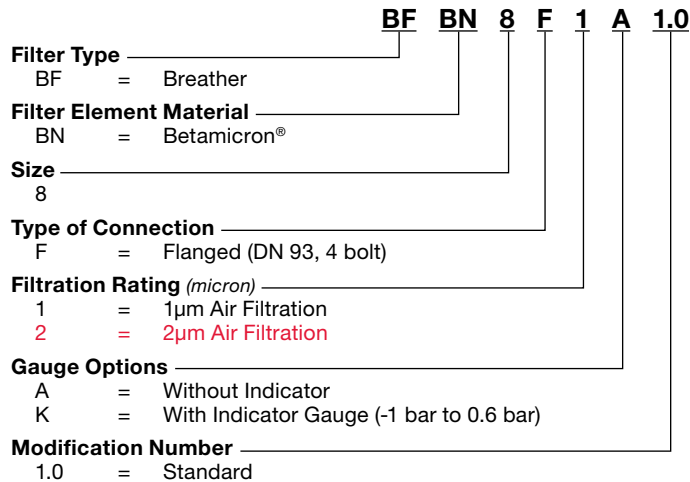 BF BN 8 F 1 A 1.0
Filter Type
BF = Breather
Filter Element Material
BN = Betamicron®
Size
8
Type of Connection
F = Flanged (DN 93, 4 bolt)
Filtration Rating (micron)
1 = 1µm Air Filtration
2 = 2µm Air Filtration
Gauge Options
A = Without Indicator
K = With Indicator Gauge (-1 bar to 0.6 bar)
Modification Number
1.0 = Standard